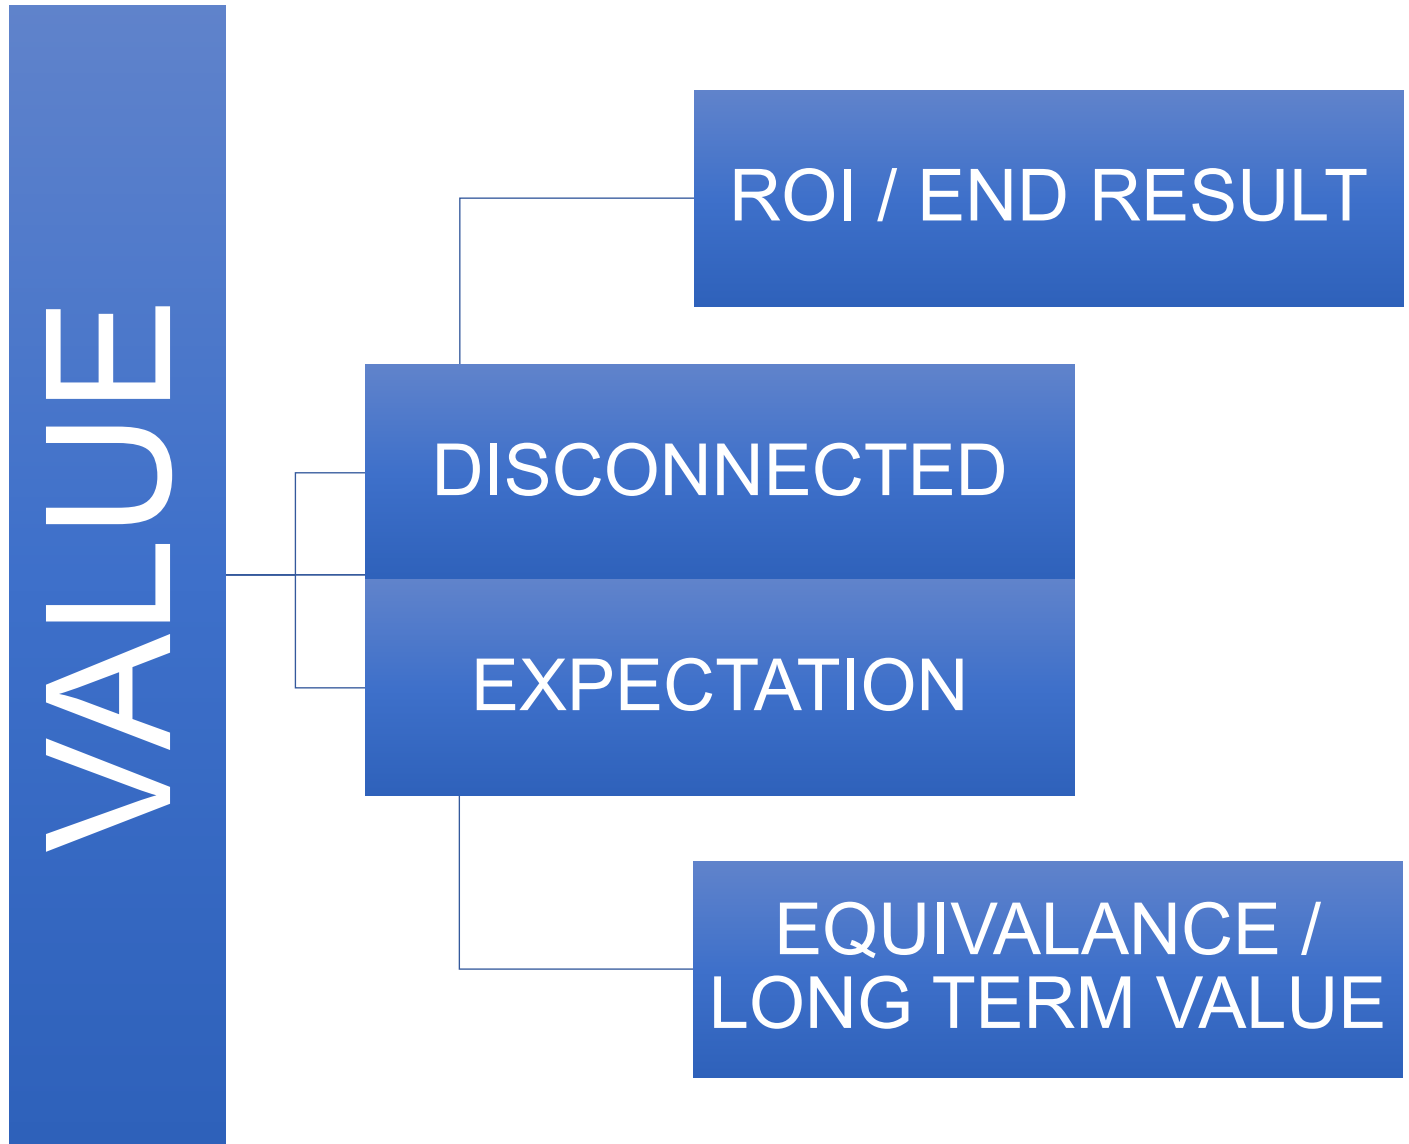 VALUE
ROI / END RESULT
DISCONNECTED
EXPECTATION
EQUIVALANCE /
LONG TERM VALUE